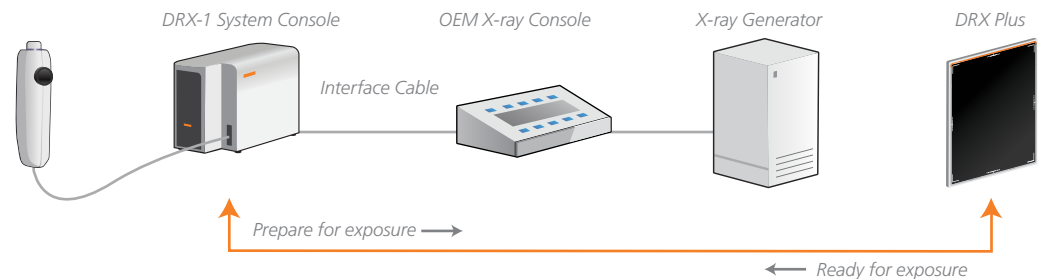 DRX-1 System Console
OEM X-ray Console
X-ray Generator
DRX Plus
Interface Cable
Prepare for exposure
Ready for exposure